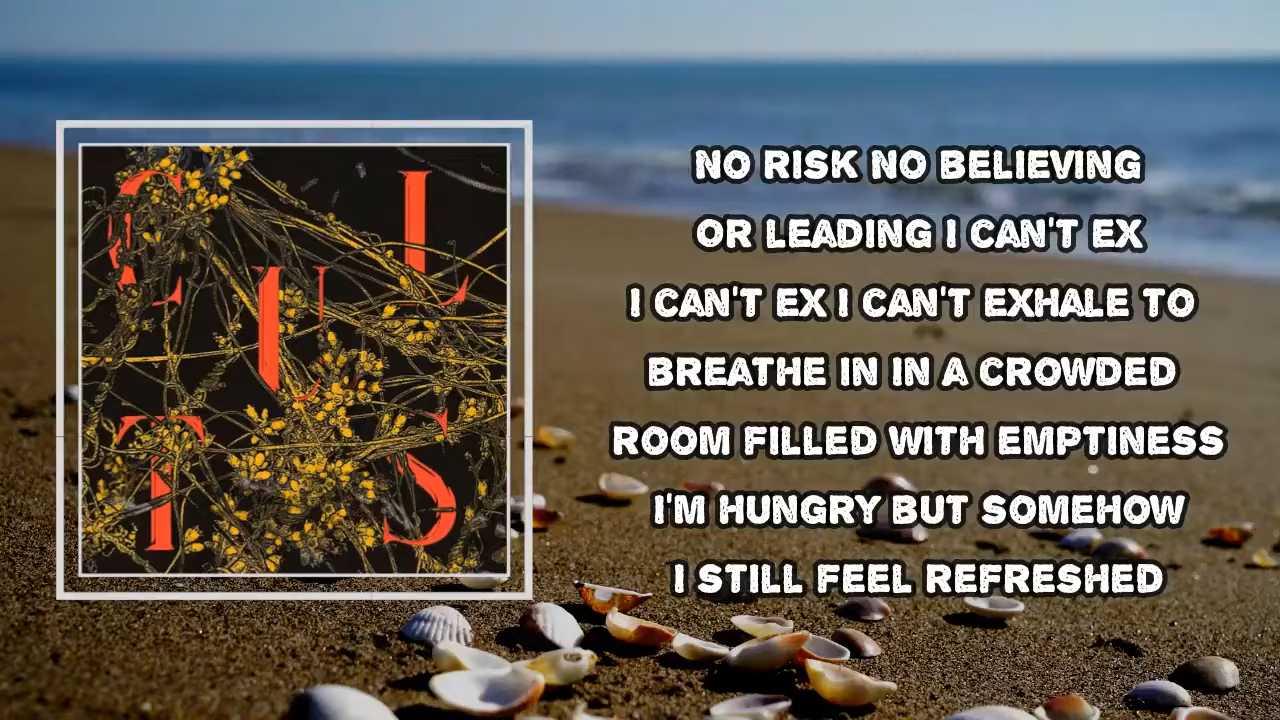 CULTS
NO RISK NO BELIEVING
OR LEADING I CAN'T EX
I CAN'T EX I CAN'T EXHALE TO
BREATHE IN IN A CROWDED
ROOM FILLED WITH EMPTINESS
I'M HUNGRY BUT SOMEHOW
I STILL FEEL REFRESHED